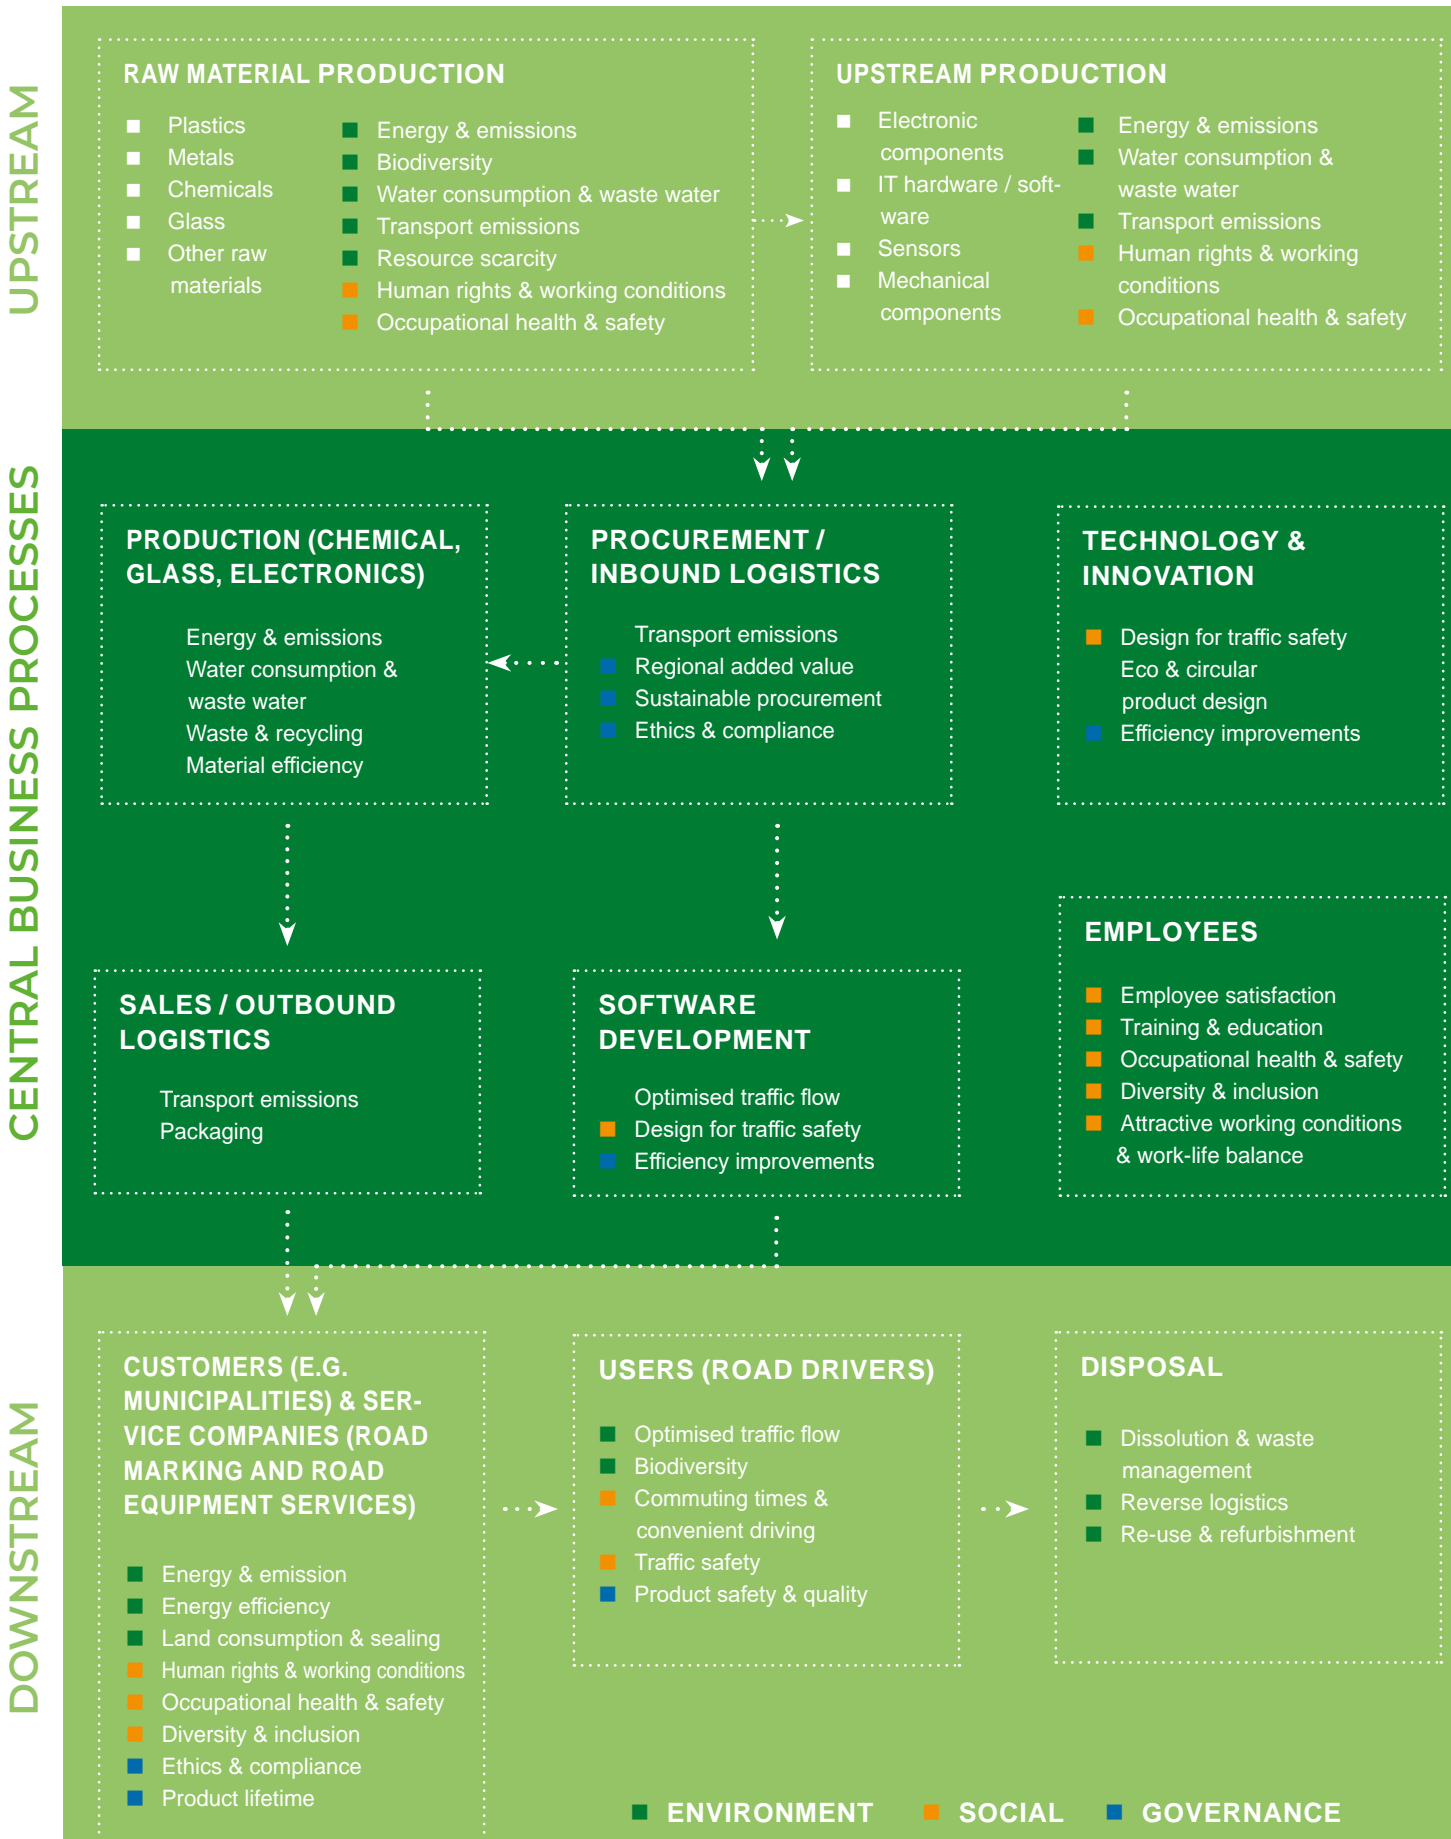 UPSTREAM
RAW MATERIAL PRODUCTION
Plastics
Metals
Chemicals
Glass
Other raw
materials
Energy & emissions
Biodiversity
Water consumption & waste water
Transport emissions
Resource scarcity
Human rights & working conditions
Occupational health & safety
UPSTREAM PRODUCTION
Electronic
components
IT hardware / soft-
ware
Sensors
Mechanical
components
Energy & emissions
Water consumption &
waste water
Transport emissions
Human rights & working
conditions
Occupational health & safety
CENTRAL BUSINESS PROCESSES
PRODUCTION (CHEMICAL,
GLASS, ELECTRONICS)
Energy & emissions
Water consumption &
waste water
Waste & recycling
Material efficiency
PROCUREMENT /
INBOUND LOGISTICS
Transport emissions
Regional added value
Sustainable procurement
Ethics & compliance
TECHNOLOGY &
INNOVATION
Design for traffic safety
Eco & circular
product design
Efficiency improvements
SALES / OUTBOUND
LOGISTICS
Transport emissions
Packaging
SOFTWARE
DEVELOPMENT
Optimised traffic flow
Design for traffic safety
Efficiency improvements
EMPLOYEES
Employee satisfaction
Training & education
Occupational health & safety
Diversity & inclusion
Attractive working conditions
& work-life balance
DOWNSTREAM
CUSTOMERS (E.G.
MUNICIPALITIES) & SER-
VICE COMPANIES (ROAD
MARKING AND ROAD
EQUIPMENT SERVICES)
Energy & emission
Energy efficiency
Land consumption & sealing
Human rights & working conditions
Occupational health & safety
Diversity & inclusion
Ethics & compliance
Product lifetime
USERS (ROAD DRIVERS)
Optimised traffic flow
Biodiversity
Commuting times &
convenient driving
Traffic safety
Product safety & quality
DISPOSAL
Dissolution & waste
management
Reverse logistics
Re-use & refurbishment
ENVIRONMENT
SOCIAL
GOVERNANCE